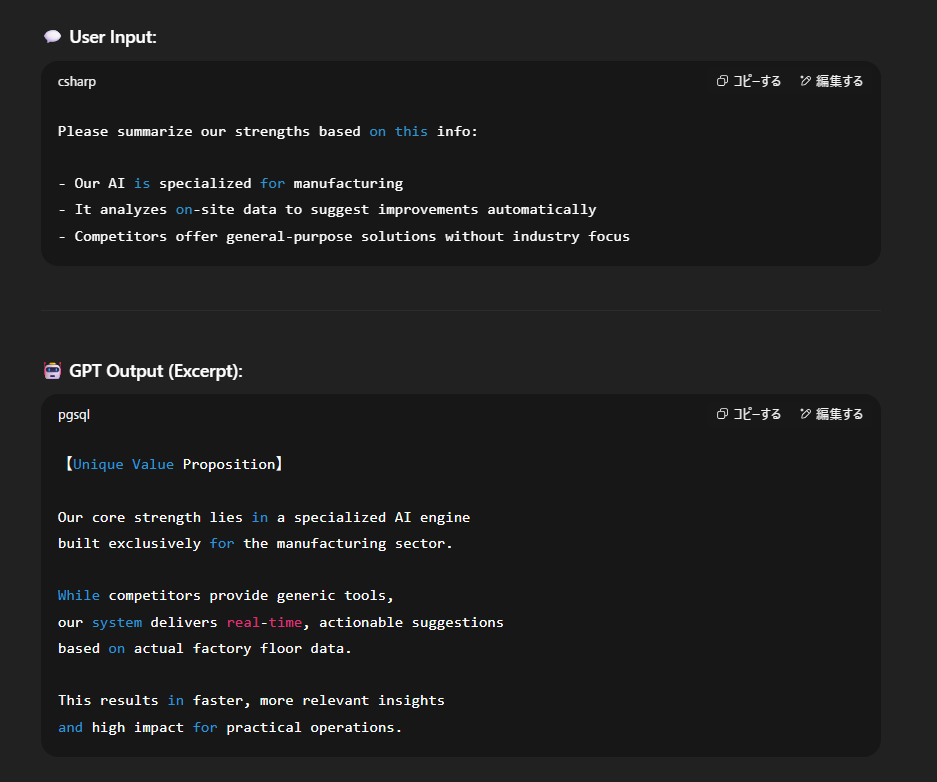 💬 User Input:
csharp
コピーする 編集する
Please summarize our strengths based on this info:
- Our AI is specialized for manufacturing
- It analyzes on-site data to suggest improvements automatically
- Competitors offer general-purpose solutions without industry focus
🤖 GPT Output (Excerpt):
pgsql
コピーする 編集する
【Unique Value Proposition】
Our core strength lies in a specialized AI engine
built exclusively for the manufacturing sector.
While competitors provide generic tools,
our system delivers real-time, actionable suggestions
based on actual factory floor data.
This results in faster, more relevant insights
and high impact for practical operations.